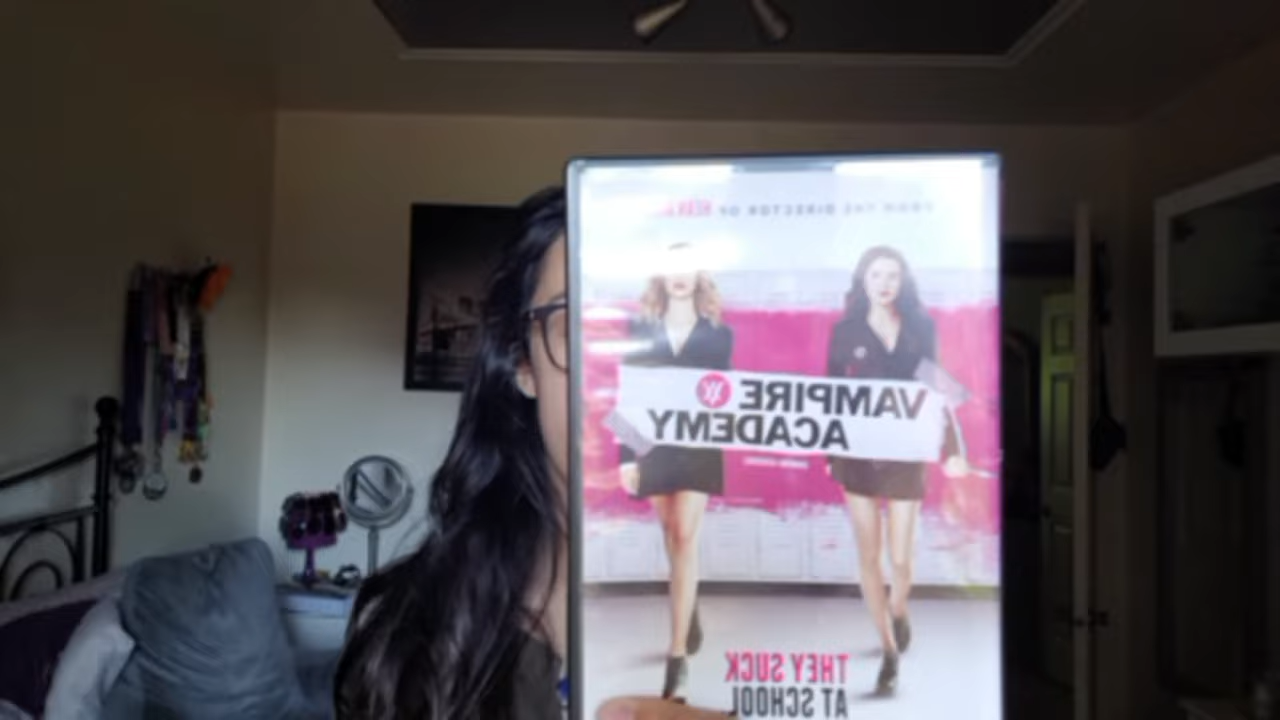 FROM THE DIRECTOR OF
VAMPIRE
ACADEMY
THEY SUCK
AT SCHOOL